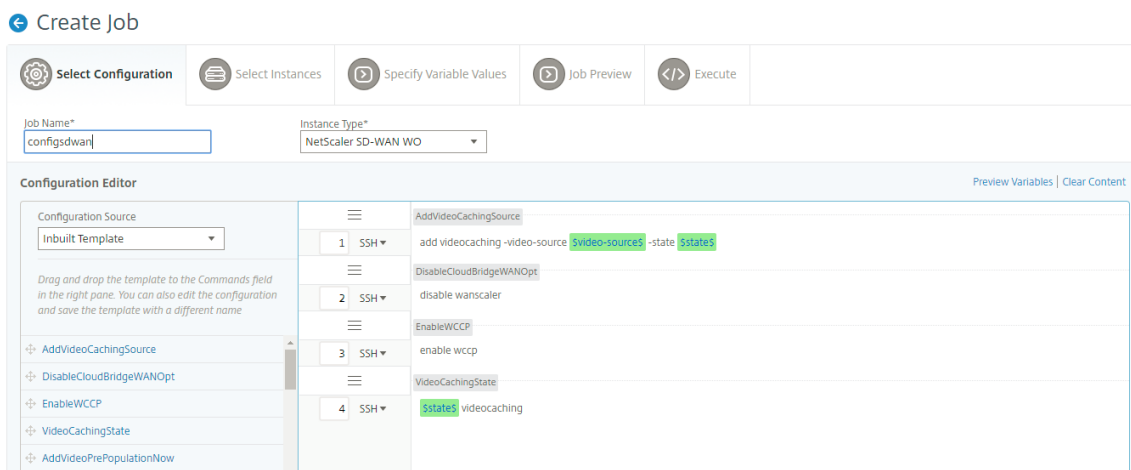 Create Job
Select Configuration
Select Instances
Specify Variable Values
Job Preview
Execute
Job Name*
configsdwan
Instance Type*
NetScaler SD-WAN WO
Configuration Editor
Preview Variables | Clear Content
Configuration Source
Inbuilt Template
Drag and drop the template to the Commands field
in the right pane. You can also edit the configuration
and save the template with a different name
AddVideoCachingSource
DisableCloudBridgeWANOpt
EnableWCCP
VideoCachingState
AddVideoPrePopulationNow
AddVideoCachingSource
1 SSH add videocaching -video-source $video-source$ -state $state$
DisableCloudBridgeWANOpt
2 SSH disable wanscaler
EnableWCCP
3 SSH enable wccp
VideoCachingState
4 SSH $state$ videocaching